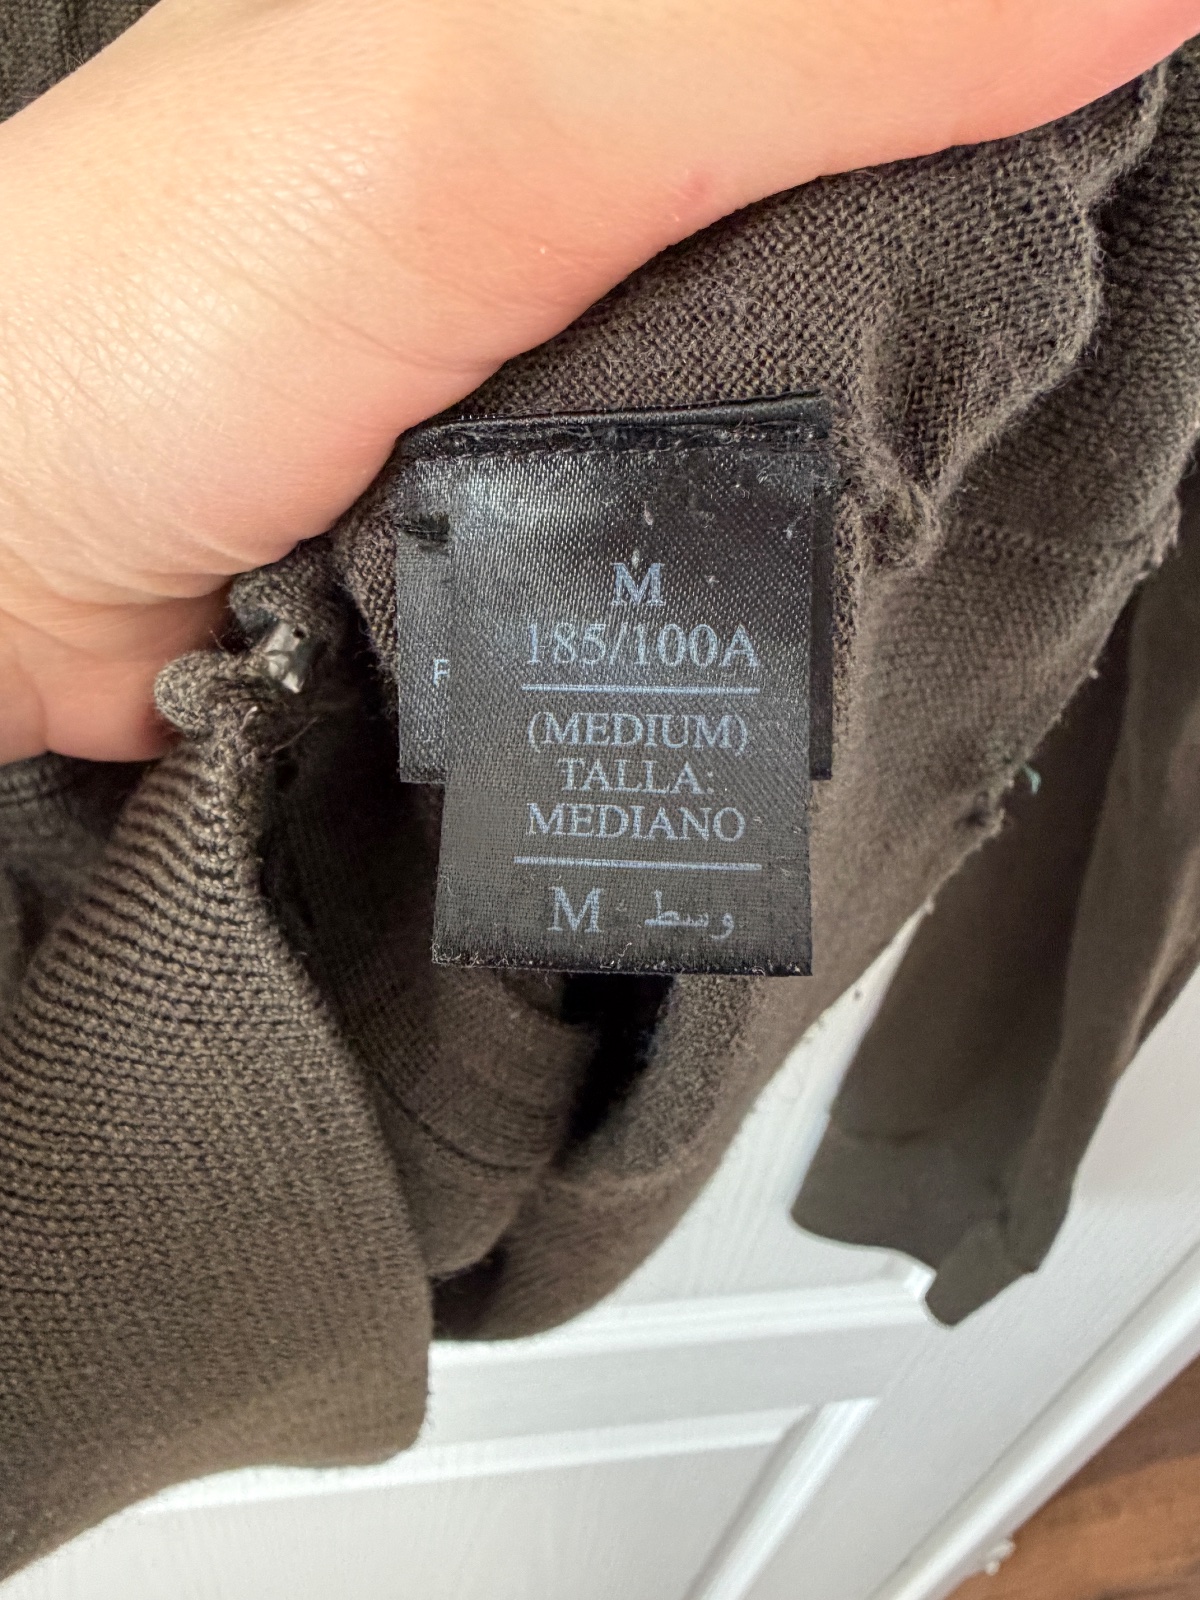 M
185/100A
(MEDIUM)
TALLA:
MEDIANO
M وسط
F